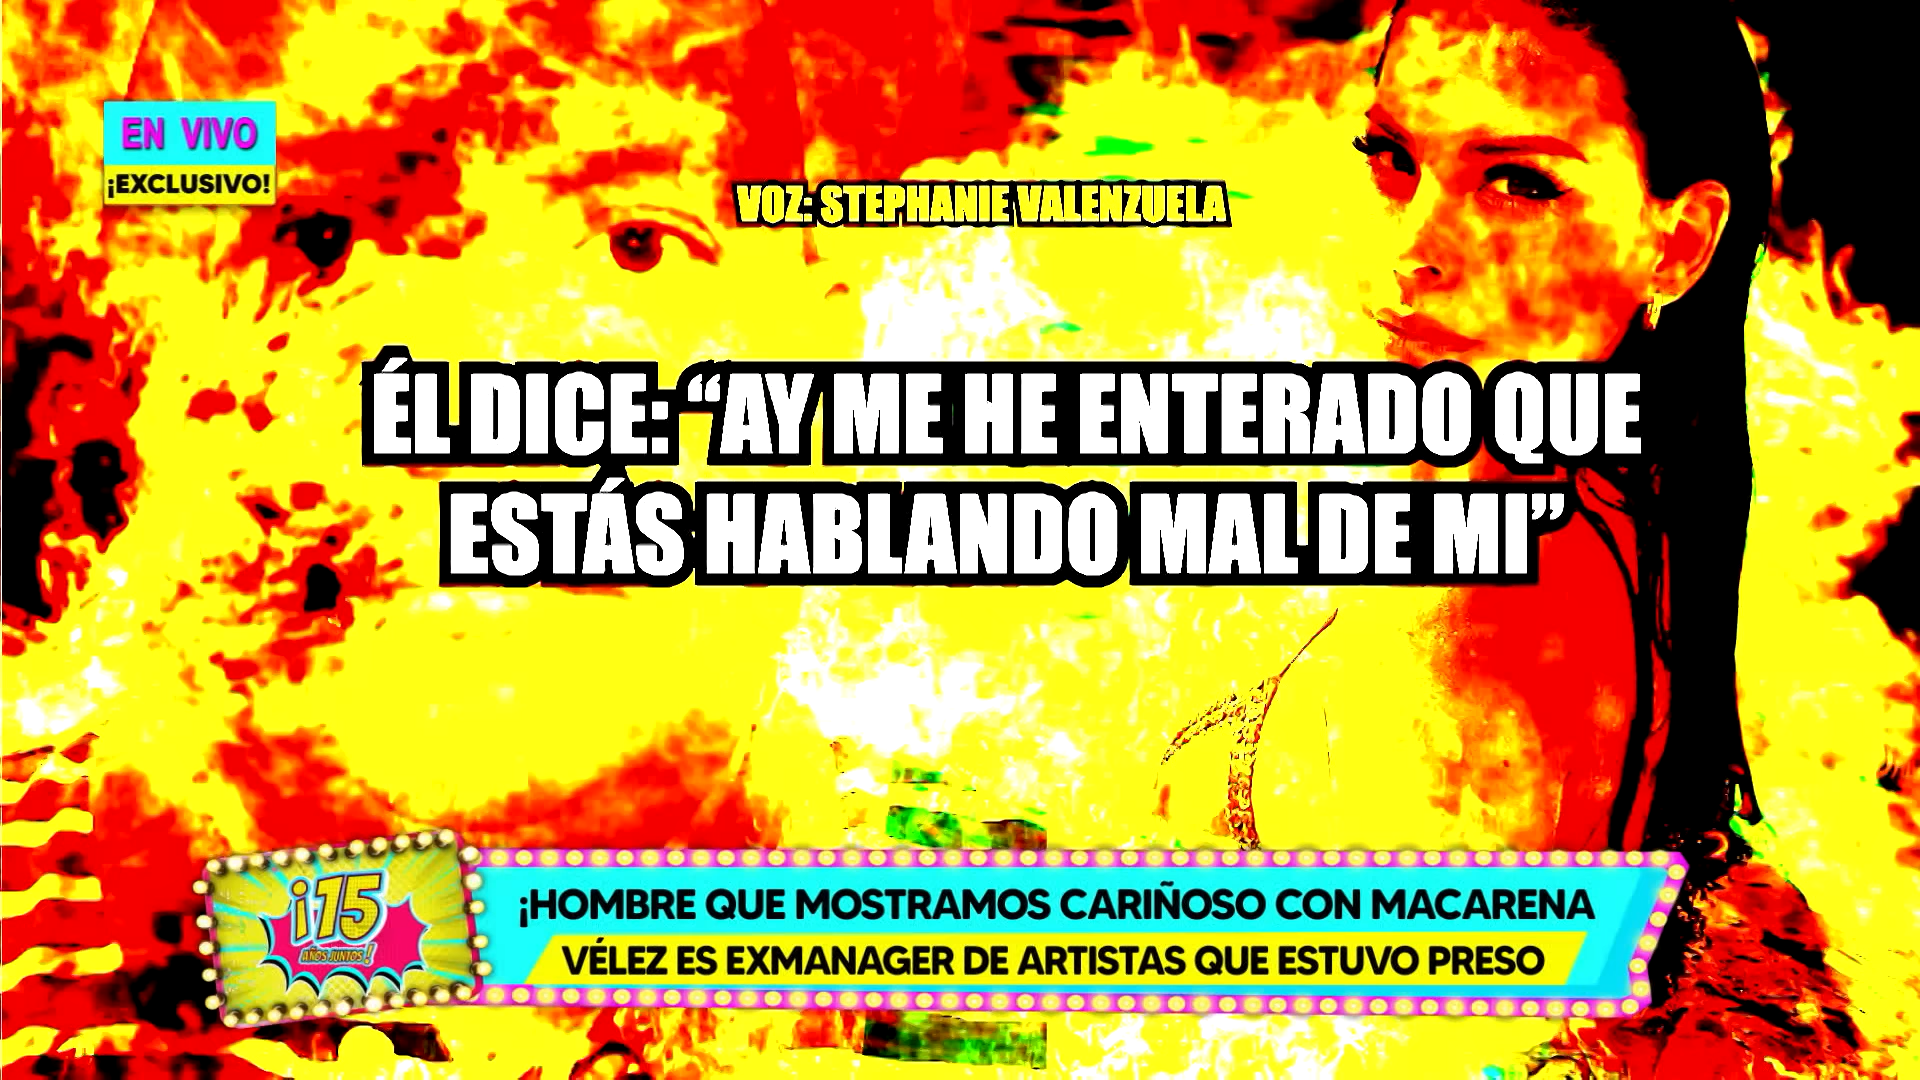 EN VIVO
¡EXCLUSIVO!
VOZ: STEPHANIE VALENZUELA
ÉL DICE: “AY ME HE ENTERADO QUE
ESTÁS HABLANDO MAL DE MI”
¡15
AÑOS JUNTOS!
¡HOMBRE QUE MOSTRAMOS CARIÑOSO CON MACARENA
VÉLEZ ES EXMANAGER DE ARTISTAS QUE ESTUVO PRESO